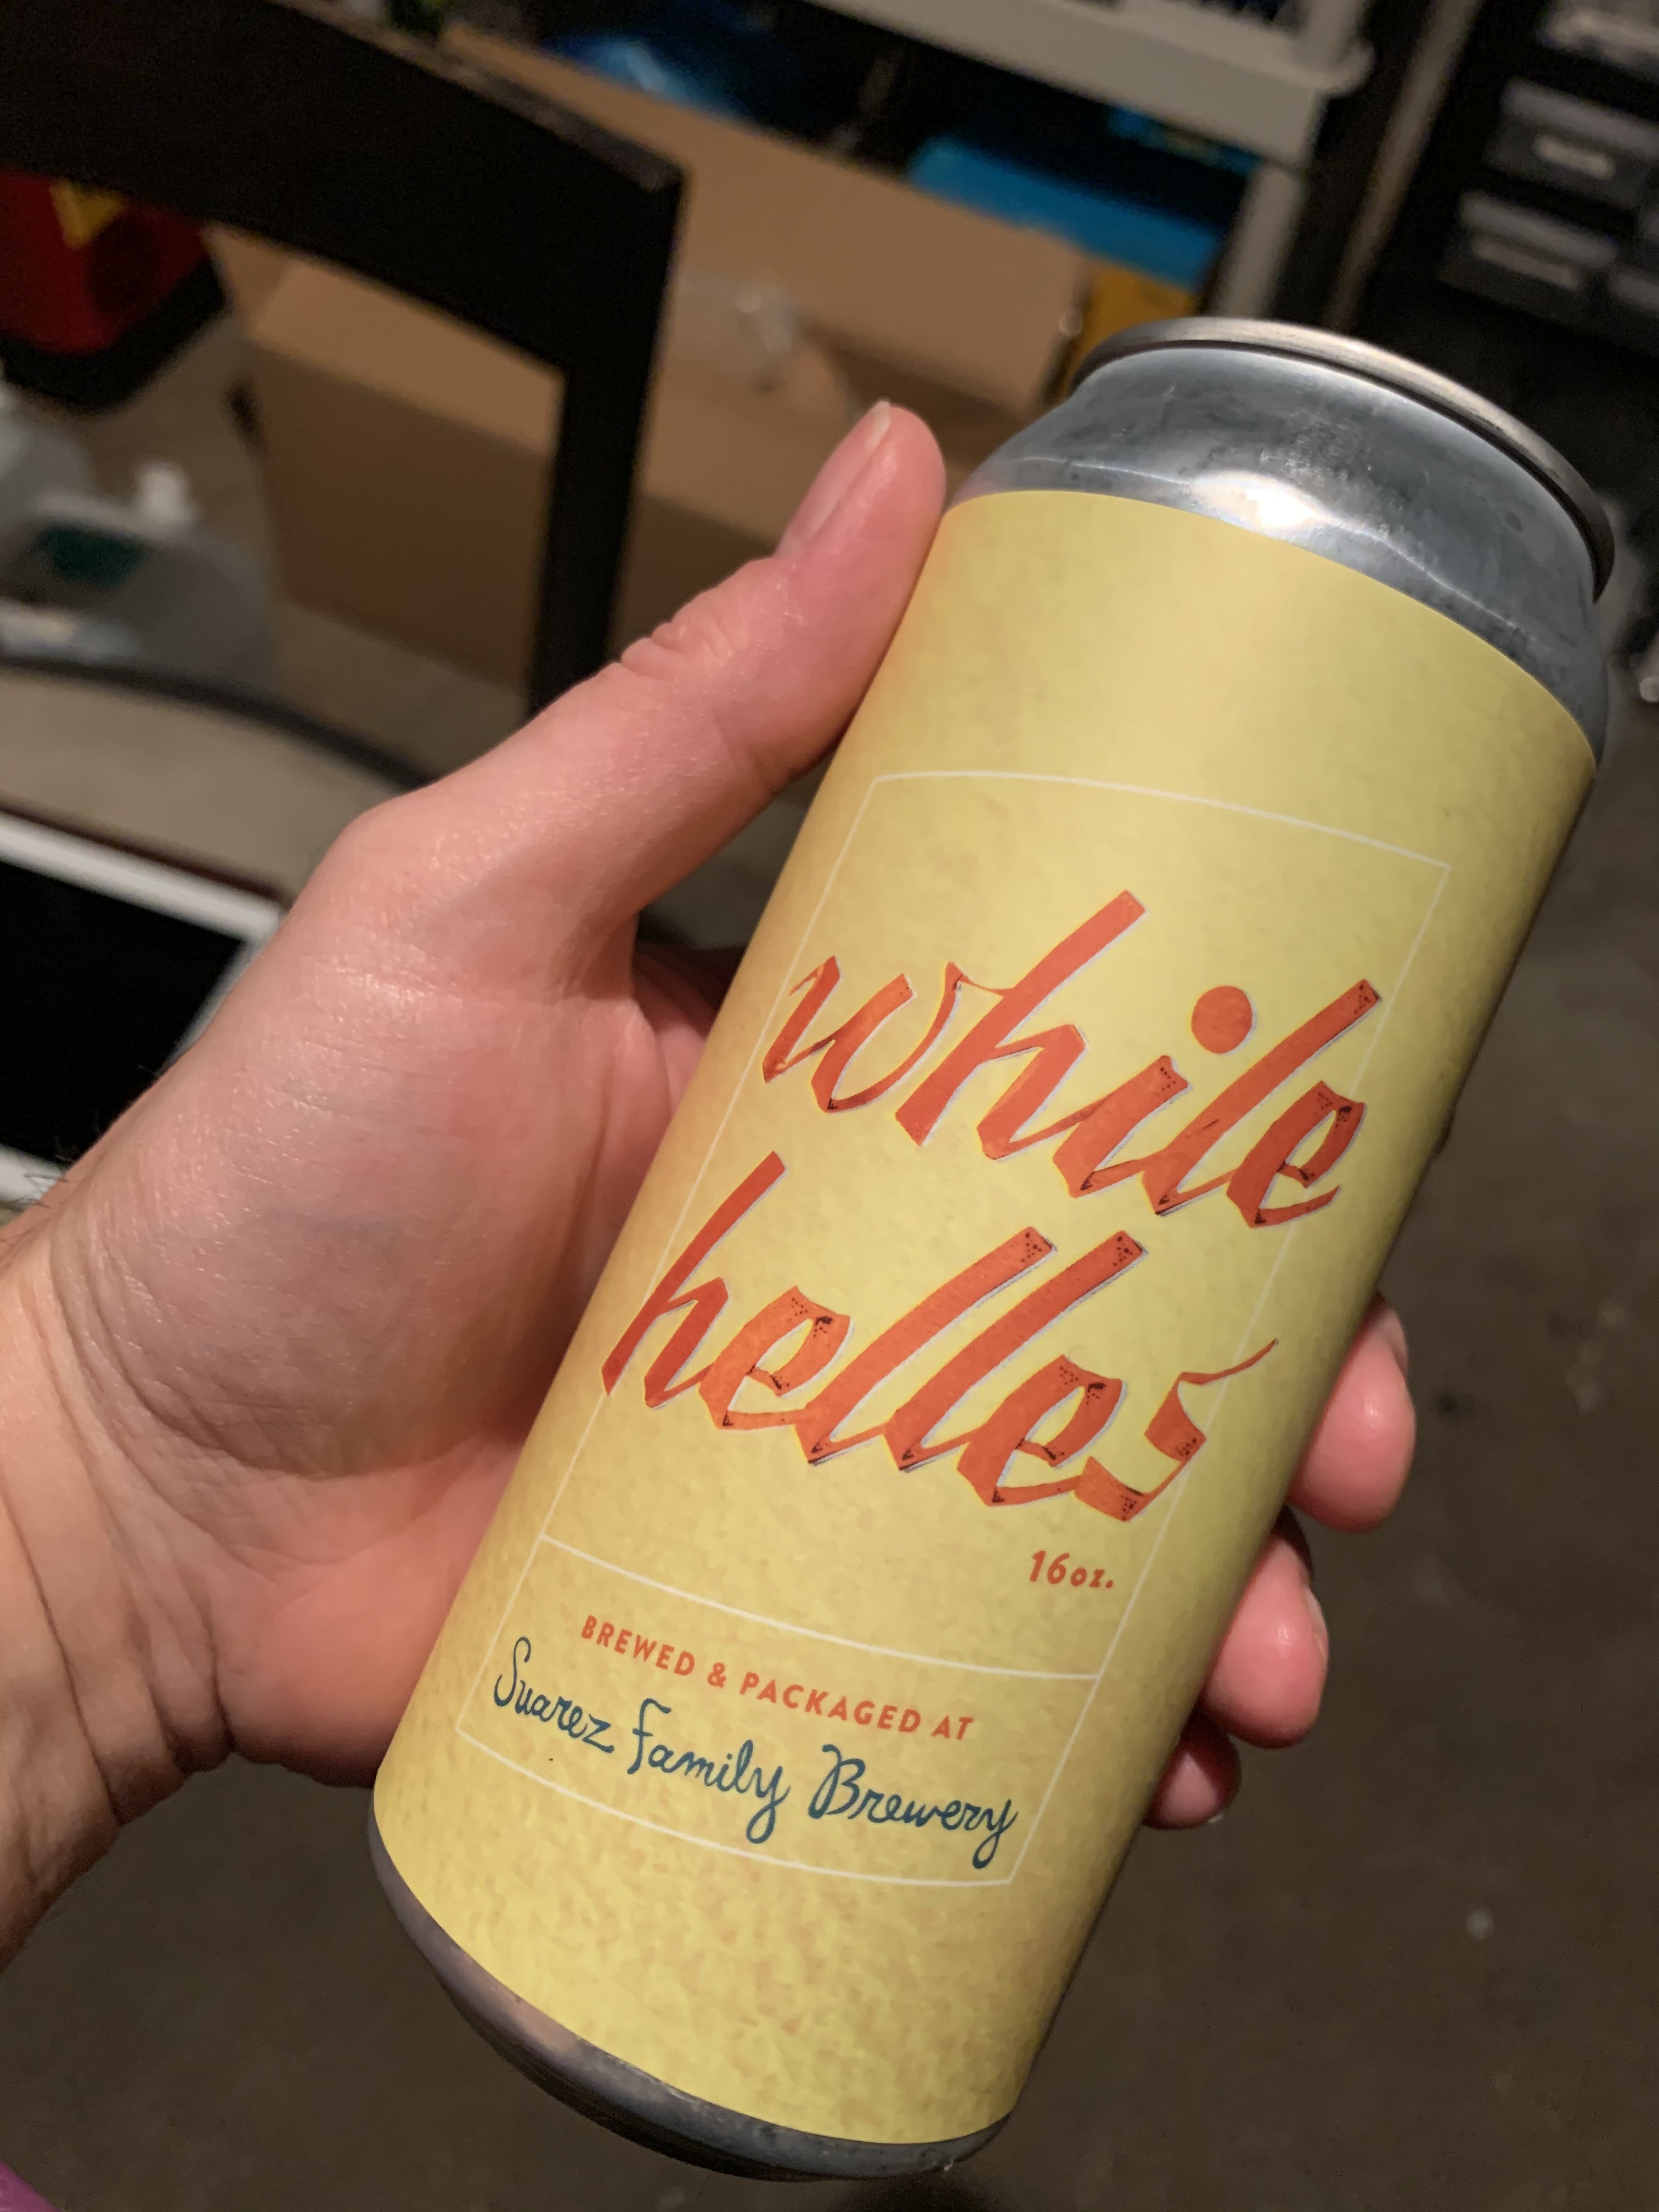 while
helles
16oz.
BREWED & PACKAGED AT
Suarez Family Brewery